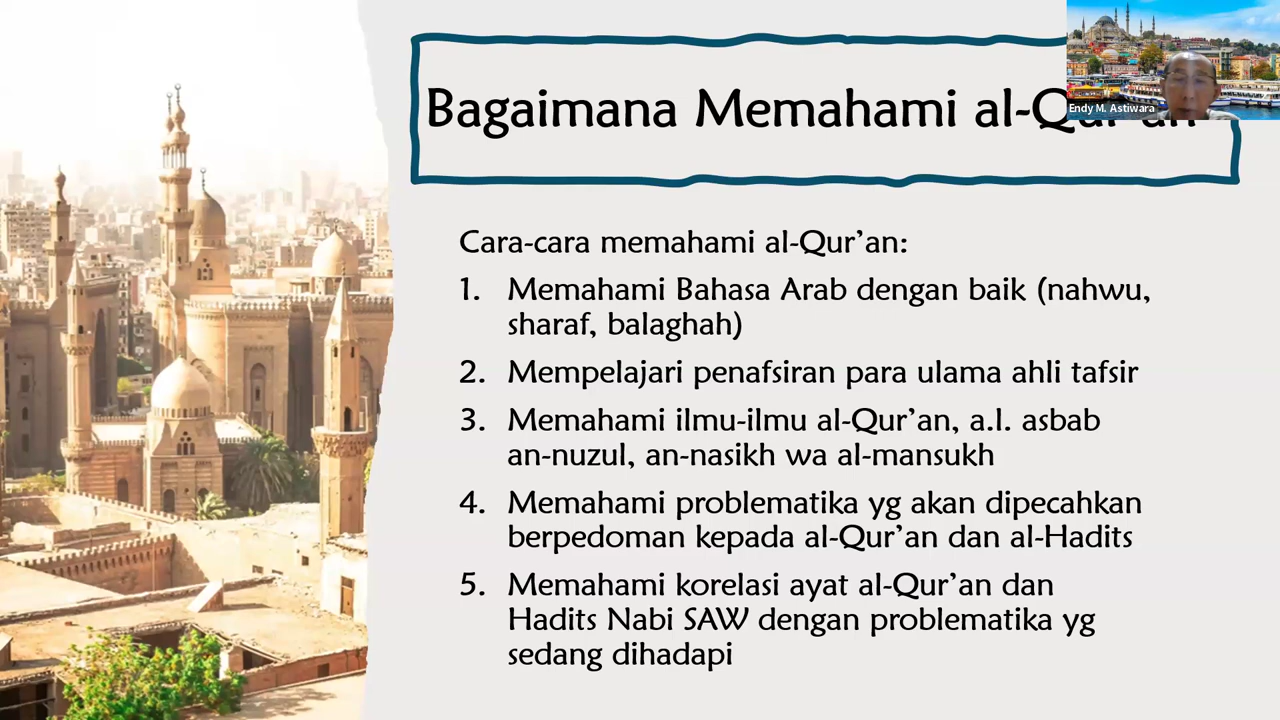 Bagaimana Memahami al-Qur'an
Endy M. Astiwara
Cara-cara memahami al-Qur’an:
1. Memahami Bahasa Arab dengan baik (nahwu,
sharaf, balaghah)
2. Mempelajari penafsiran para ulama ahli tafsir
3. Memahami ilmu-ilmu al-Qur’an, a.l. asbab
an-nuzul, an-nasikh wa al-mansukh
4. Memahami problematika yg akan dipecahkan
berpedoman kepada al-Qur’an dan al-Hadits
5. Memahami korelasi ayat al-Qur’an dan
Hadits Nabi SAW dengan problematika yg
sedang dihadapi